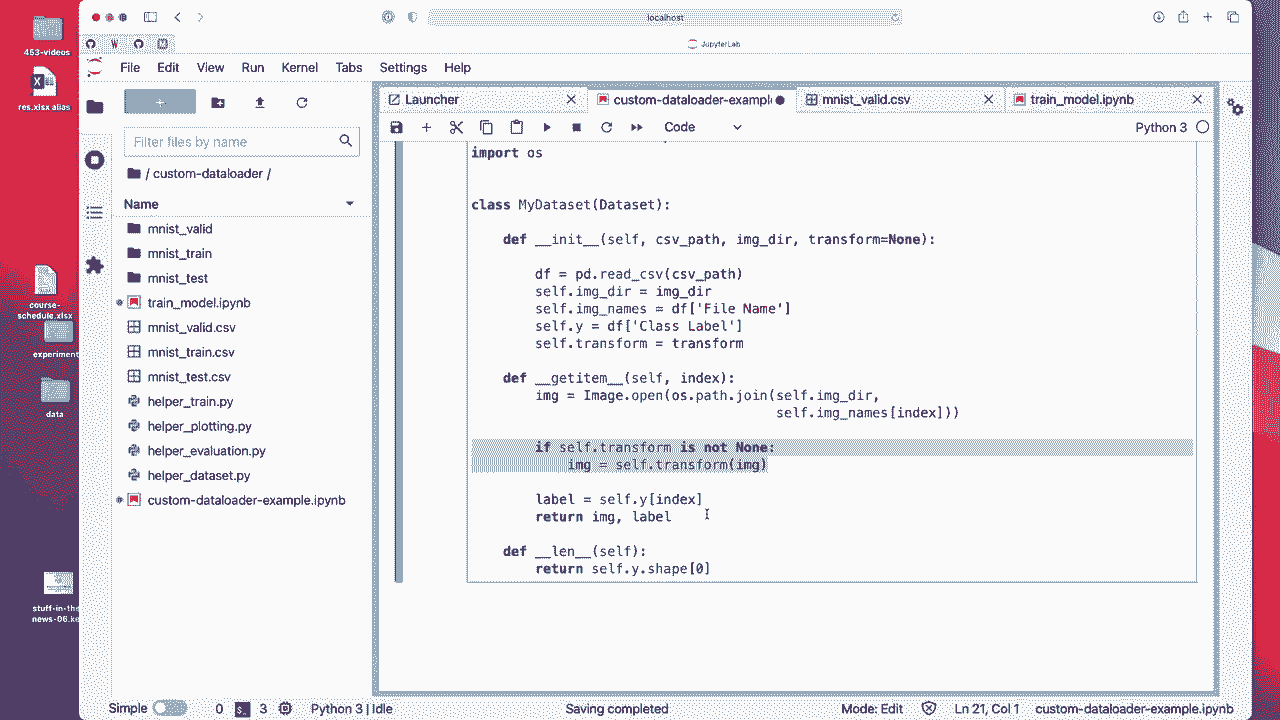 453-videos
res.xlsx alias
course-schedule.xlsx
experiment
data
stuff-in-the
news-06.ke
localhost
JupyterLab
File Edit View Run Kernel Tabs Settings Help
+
Filter files by name
/ custom-dataloader /
Name
mnist_valid
mnist_train
mnist_test
train_model.ipynb
mnist_valid.csv
mnist_train.csv
mnist_test.csv
helper_train.py
helper_plotting.py
helper_evaluation.py
helper_dataset.py
custom-dataloader-example.ipynb
Launcher custom-dataloader-example mnist_valid.csv train_model.ipynb
Code Python 3
import os
class MyDataset(Dataset):
def __init__(self, csv_path, img_dir, transform=None):
df = pd.read_csv(csv_path)
self.img_dir = img_dir
self.img_names = df['File Name']
self.y = df['Class Label']
self.transform = transform
def __getitem__(self, index):
img = Image.open(os.path.join(self.img_dir,
self.img_names[index]))
if self.transform is not None:
img = self.transform(img)
label = self.y[index]
return img, label
def __len__(self):
return self.y.shape[0]
Simple 0 3 Python 3 | Idle Saving completed Mode: Edit Ln 21, Col 1 custom-dataloader-example.ipynb